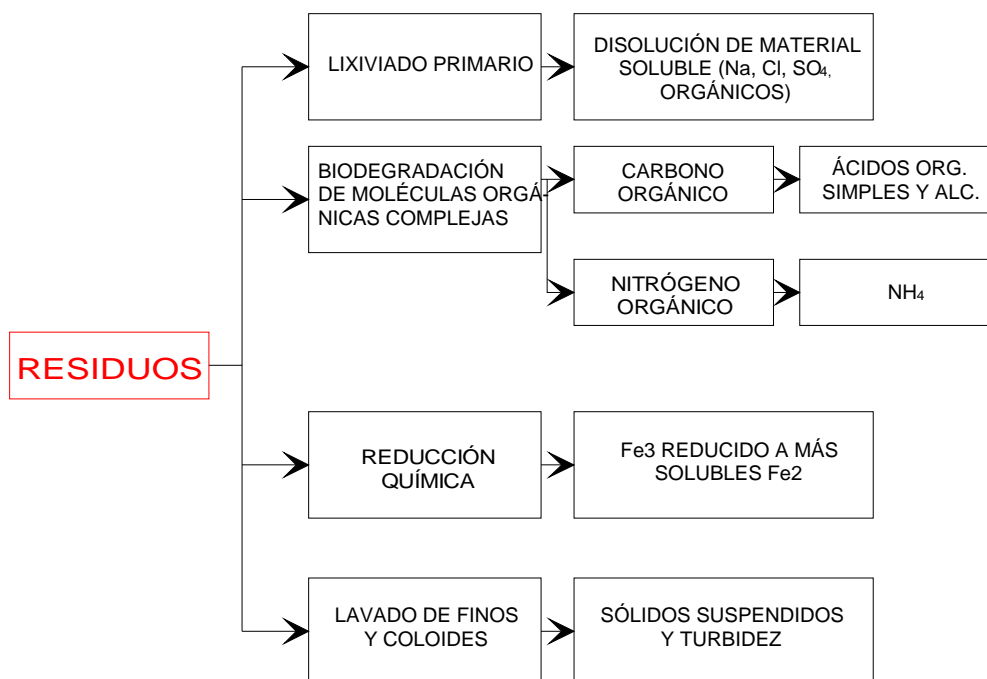 LIXIVIADO PRIMARIO
DISOLUCIÓN DE MATERIAL
SOLUBLE (Na, Cl, SO₄,
ORGÁNICOS)
BIODEGRADACIÓN
DE MOLÉCULAS ORGÁ-
NICAS COMPLEJAS
CARBONO
ORGÁNICO
ÁCIDOS ORG.
SIMPLES Y ALC.
NITRÓGENO
ORGÁNICO
NH₄
RESIDUOS
REDUCCIÓN
QUÍMICA
Fe3 REDUCIDO A MÁS
SOLUBLES Fe2
LAVADO DE FINOS
Y COLOIDES
SÓLIDOS SUSPENDIDOS
Y TURBIDEZ